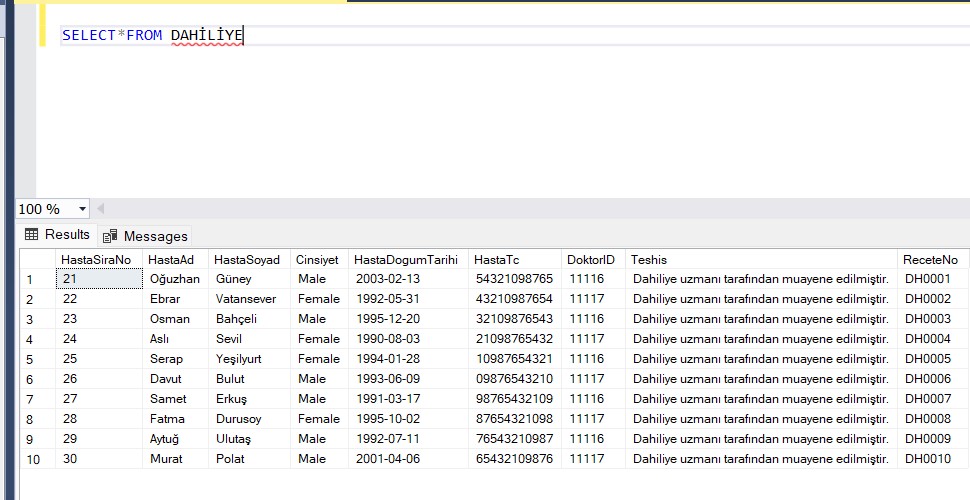 SELECT*FROM DAHİLİYE
100 %
Results Messages
HastaSiraNo HastaAd HastaSoyad Cinsiyet HastaDogumTarihi HastaTc DoktorID Teshis ReceteNo
1 21 Oğuzhan Güney Male 2003-02-13 54321098765 11116 Dahiliye uzmanı tarafından muayene edilmiştir. DH0001
2 22 Ebrar Vatansever Female 1992-05-31 43210987654 11117 Dahiliye uzmanı tarafından muayene edilmiştir. DH0002
3 23 Osman Bahçeli Male 1995-12-20 32109876543 11116 Dahiliye uzmanı tarafından muayene edilmiştir. DH0003
4 24 Aslı Sevil Female 1990-08-03 21098765432 11117 Dahiliye uzmanı tarafından muayene edilmiştir. DH0004
5 25 Serap Yeşilyurt Female 1994-01-28 10987654321 11116 Dahiliye uzmanı tarafından muayene edilmiştir. DH0005
6 26 Davut Bulut Male 1993-06-09 09876543210 11117 Dahiliye uzmanı tarafından muayene edilmiştir. DH0006
7 27 Samet Erkuş Male 1991-03-17 98765432109 11116 Dahiliye uzmanı tarafından muayene edilmiştir. DH0007
8 28 Fatma Durusoy Female 1995-10-02 87654321098 11117 Dahiliye uzmanı tarafından muayene edilmiştir. DH0008
9 29 Aytuğ Ulutaş Male 1992-07-11 76543210987 11116 Dahiliye uzmanı tarafından muayene edilmiştir. DH0009
10 30 Murat Polat Male 2001-04-06 65432109876 11117 Dahiliye uzmanı tarafından muayene edilmiştir. DH0010